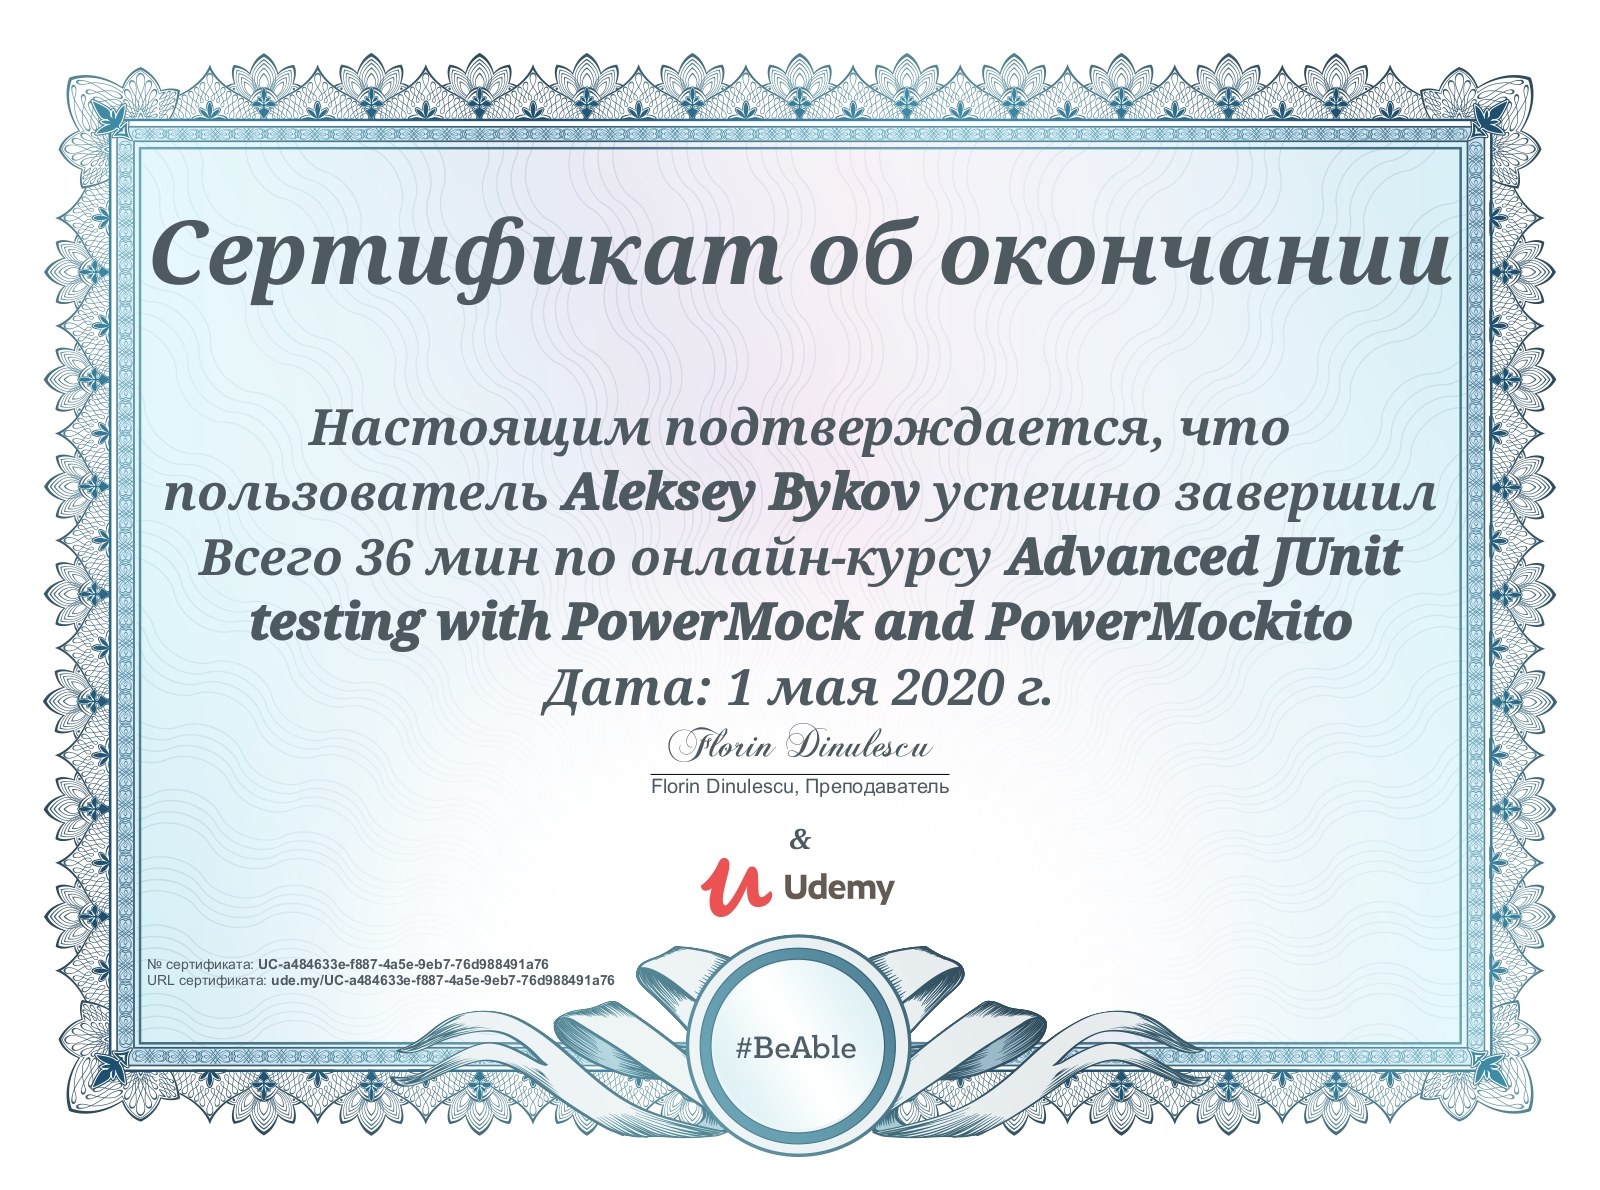 Сертификат об окончании
Настоящим подтверждается, что
пользователь Aleksey Bykov успешно завершил
Всего 36 мин по онлайн-курсу Advanced JUnit
testing with PowerMock and PowerMockito
Дата: 1 мая 2020 г.
Florin Dinulescu
Florin Dinulescu, Преподаватель
&
Udemy
№ сертификата: UC-a484633e-f887-4a5e-9eb7-76d988491a76
URL сертификата: ude.my/UC-a484633e-f887-4a5e-9eb7-76d988491a76
#BeAble